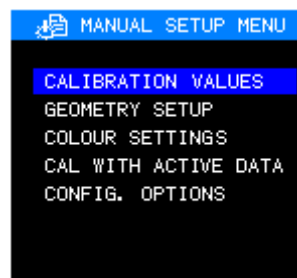 MANUAL SETUP MENU
CALIBRATION VALUES
GEOMETRY SETUP
COLOUR SETTINGS
CAL WITH ACTIVE DATA
CONFIG. OPTIONS